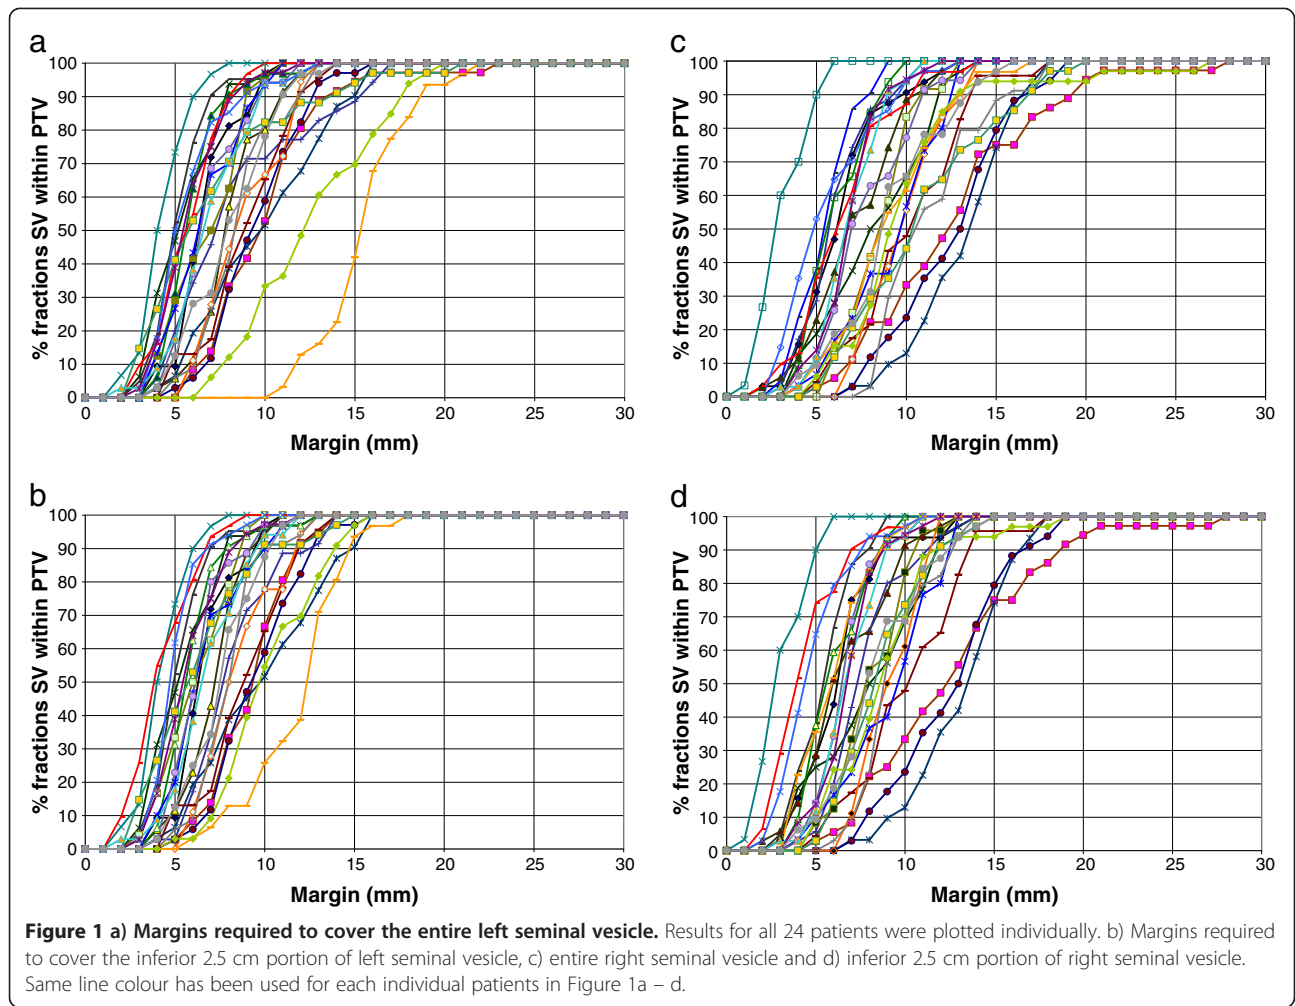 a
100
90
80
70
60
50
40
30
20
10
0
% fractions SV within PTV
0 5 10 15 20 25 30
Margin (mm)
c
100
90
80
70
60
50
40
30
20
10
0
% fractions SV within PTV
0 5 10 15 20 25 30
Margin (mm)
b
100
90
80
70
60
50
40
30
20
10
0
% fractions SV within PTV
0 5 10 15 20 25 30
Margin (mm)
d
100
90
80
70
60
50
40
30
20
10
0
% fractions SV within PTV
0 5 10 15 20 25 30
Margin (mm)
Figure 1 a) Margins required to cover the entire left seminal vesicle. Results for all 24 patients were plotted individually. b) Margins required
to cover the inferior 2.5 cm portion of left seminal vesicle, c) entire right seminal vesicle and d) inferior 2.5 cm portion of right seminal vesicle.
Same line colour has been used for each individual patients in Figure 1a – d.